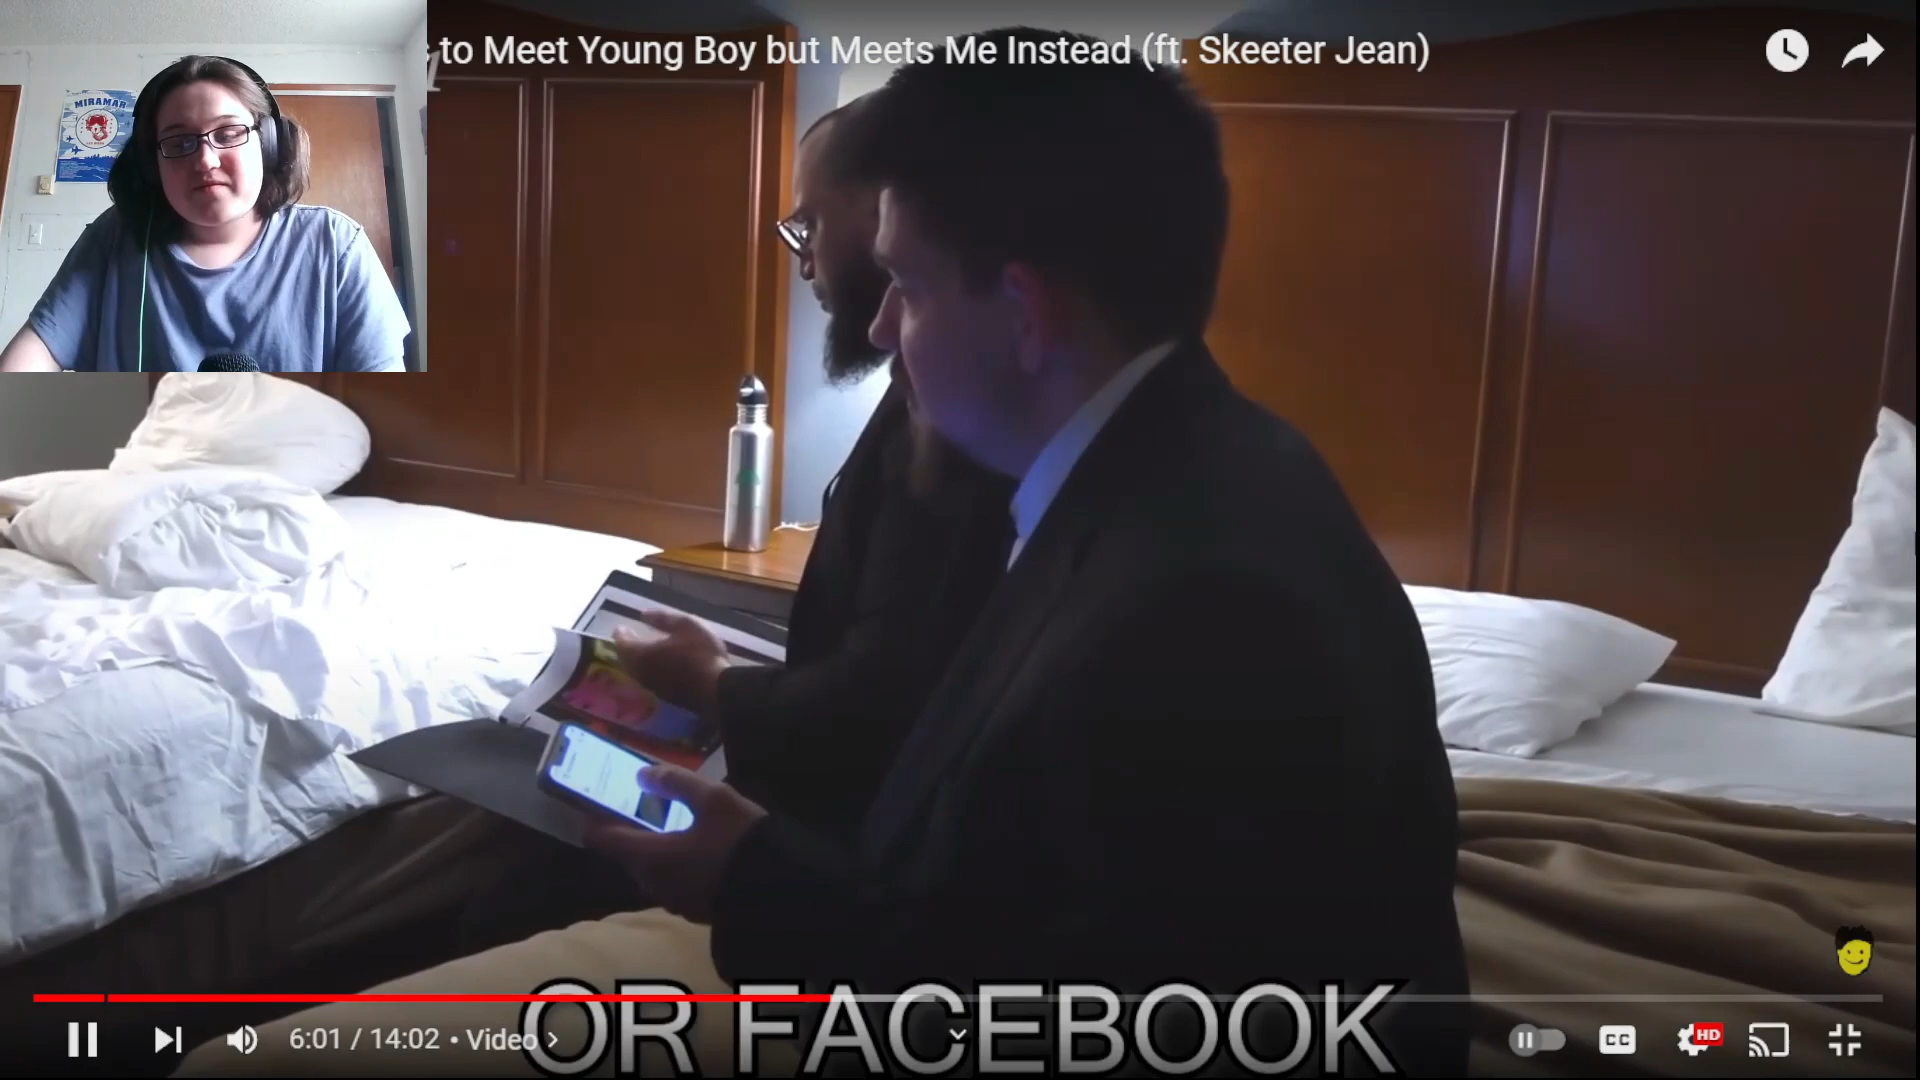 to Meet Young Boy but Meets Me Instead (ft. Skeeter Jean)
MIRAMAR
OR FACEBOOK
6:01 / 14:02 • Video ›
CC
HD